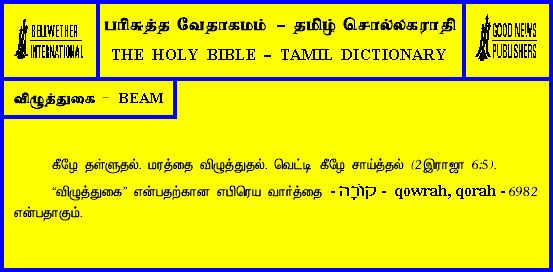 BELLWETHER
INTERNATIONAL
பரிசுத்த வேதாகமம் – தமிழ் சொல்லகராதி
THE HOLY BIBLE – TAMIL DICTIONARY
GOOD NEWS
PUBLISHERS
விழுத்துகை – BEAM
கீழே தள்ளுதல். மரத்தை விழுத்துதல். வெட்டி கீழே சாய்த்தல் (2இராஜா 6:5).
“விழுத்துகை” என்பதற்கான எபிரெய வார்த்தை - קוֹרָה - qowrah, qorah - 6982
என்பதாகும்.